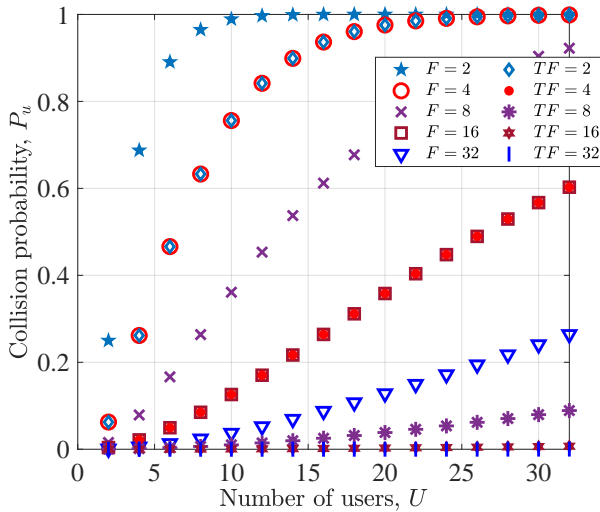 Collision probability, P_u
1
0.8
0.6
0.4
0.2
0
0 5 10 15 20 25 30
Number of users, U
F = 2 TF = 2
F = 4 TF = 4
F = 8 TF = 8
F = 16 TF = 16
F = 32 TF = 32